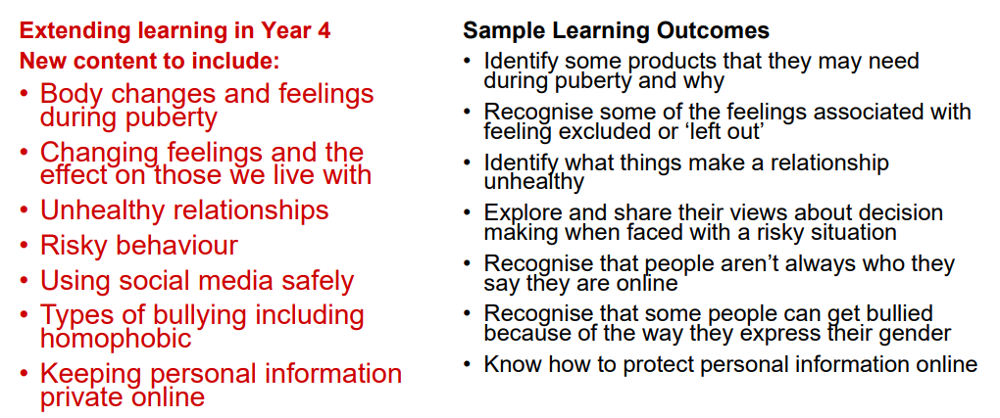 Extending learning in Year 4
New content to include:
• Body changes and feelings
during puberty
• Changing feelings and the
effect on those we live with
• Unhealthy relationships
• Risky behaviour
• Using social media safely
• Types of bullying including
homophobic
• Keeping personal information
private online
Sample Learning Outcomes
• Identify some products that they may need
during puberty and why
• Recognise some of the feelings associated with
feeling excluded or ‘left out’
• Identify what things make a relationship
unhealthy
• Explore and share their views about decision
making when faced with a risky situation
• Recognise that people aren’t always who they
say they are online
• Recognise that some people can get bullied
because of the way they express their gender
• Know how to protect personal information online